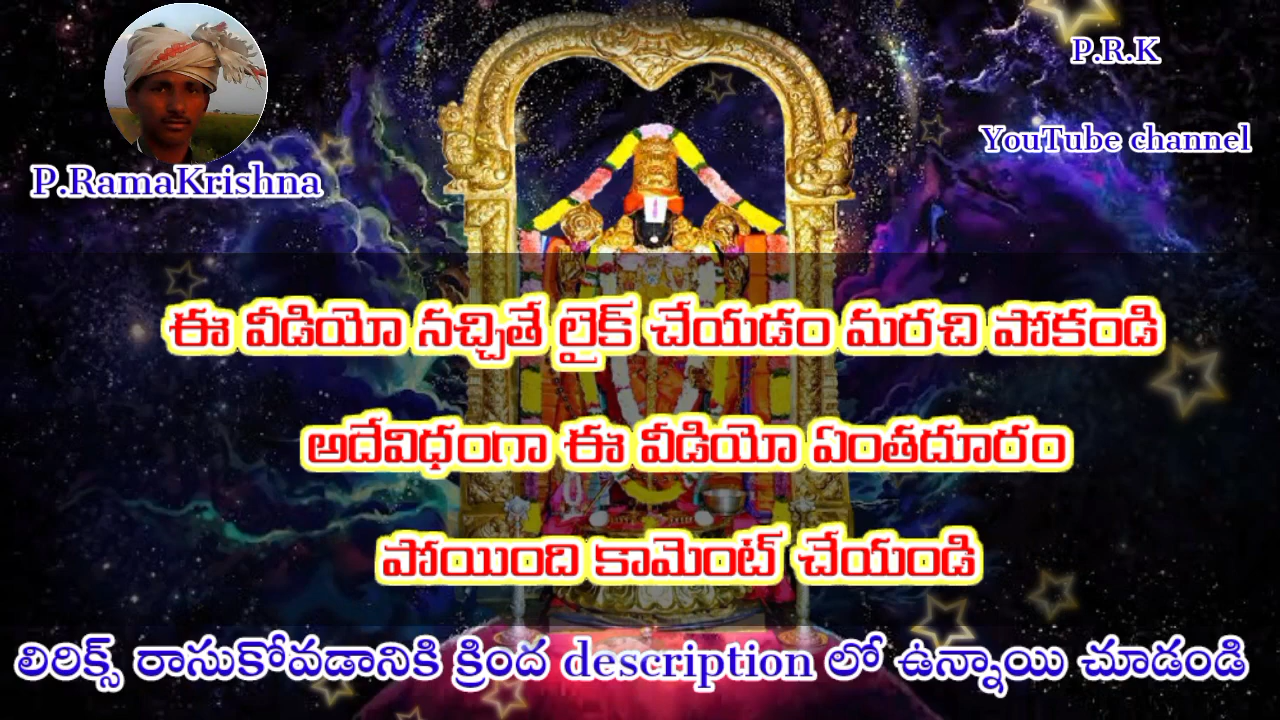 P.R.K
YouTube channel
P.RamaKrishna
ఈ వీడియో నచ్చితే లైక్ చేయడం మరచి పోకండి
అదేవిధంగా ఈ వీడియో ఏంతదూరం
పోయింది కామెంట్ చేయండి
లిరిక్స్ రాసుకోవడానికి క్రింద description లో ఉన్నాయి చూడండి